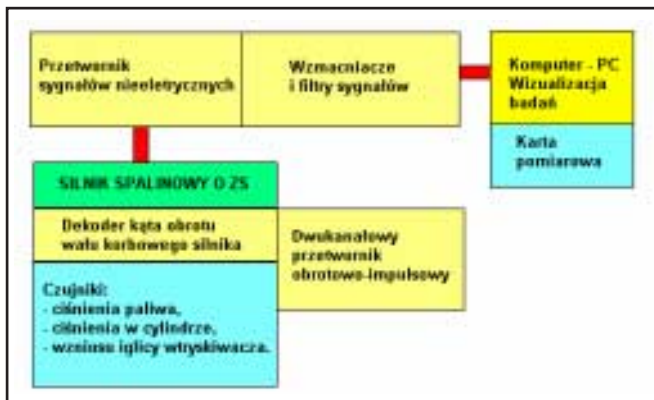 Przetwornik
sygnałów nieeletrycznych
Wzmacniacze
i filtry sygnałów
Komputer - PC
Wizualizacja
badań
Karta
pomiarowa
SILNIK SPALINOWY O ZS
Dekoder kąta obrotu
wału korbowego silnika
Dwukanałowy
przetwornik
obrotowo-impulsowy
Czujniki:
- ciśnienia paliwa,
- ciśnienia w cylindrze,
- wzniosu iglicy wtryskiwacza.